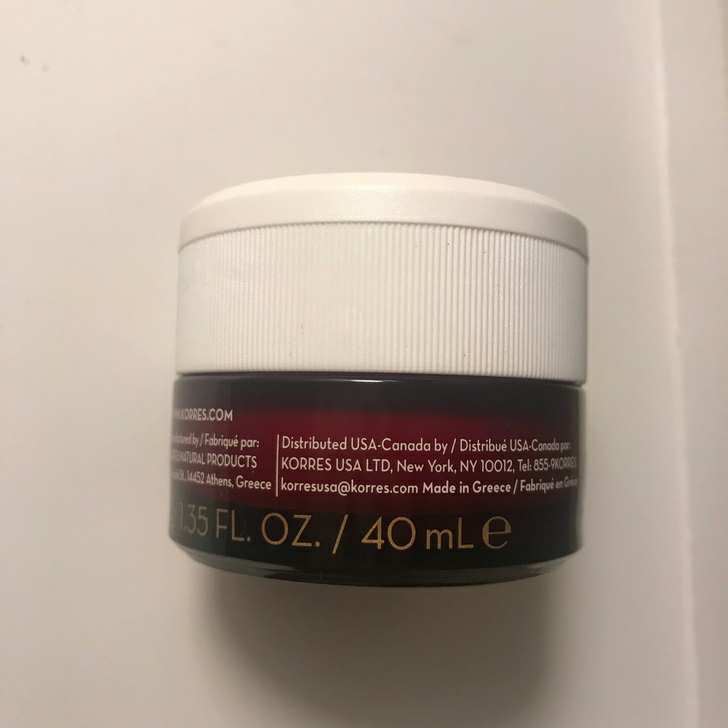 KORRES.COM
/ Fabriqué par:
NATURAL PRODUCTS
14452 Athens, Greece
Distributed USA-Canada by / Distribué USA-Canada par:
KORRES USA LTD, New York, NY 10012, Tel: 855-9KORRES
korresusa@korres.com Made in Greece / Fabriqué en Grèce
1.35 FL. OZ. / 40 mL ℮